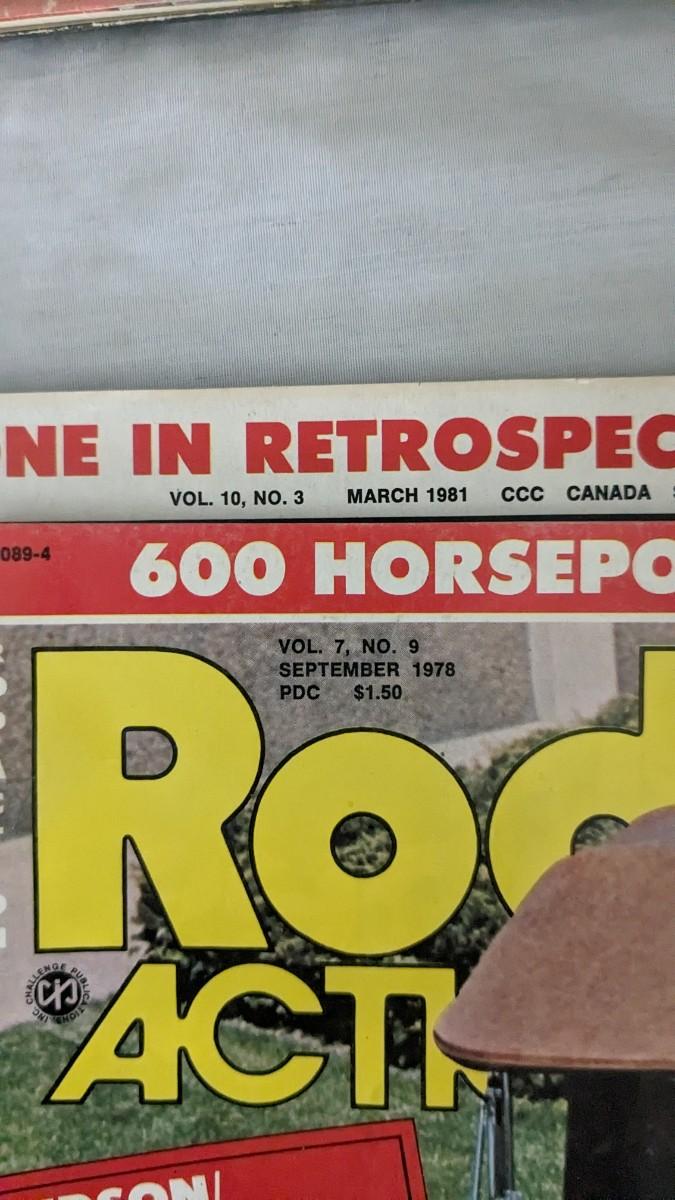 NE IN RETROSPEC
VOL. 10, NO. 3 MARCH 1981 CCC CANADA
089-4
600 HORSEPO
VOL. 7, NO. 9
SEPTEMBER 1978
PDC $1.50
Rod
ACTI
CHALLENGE PUBLICATIONS, INC.